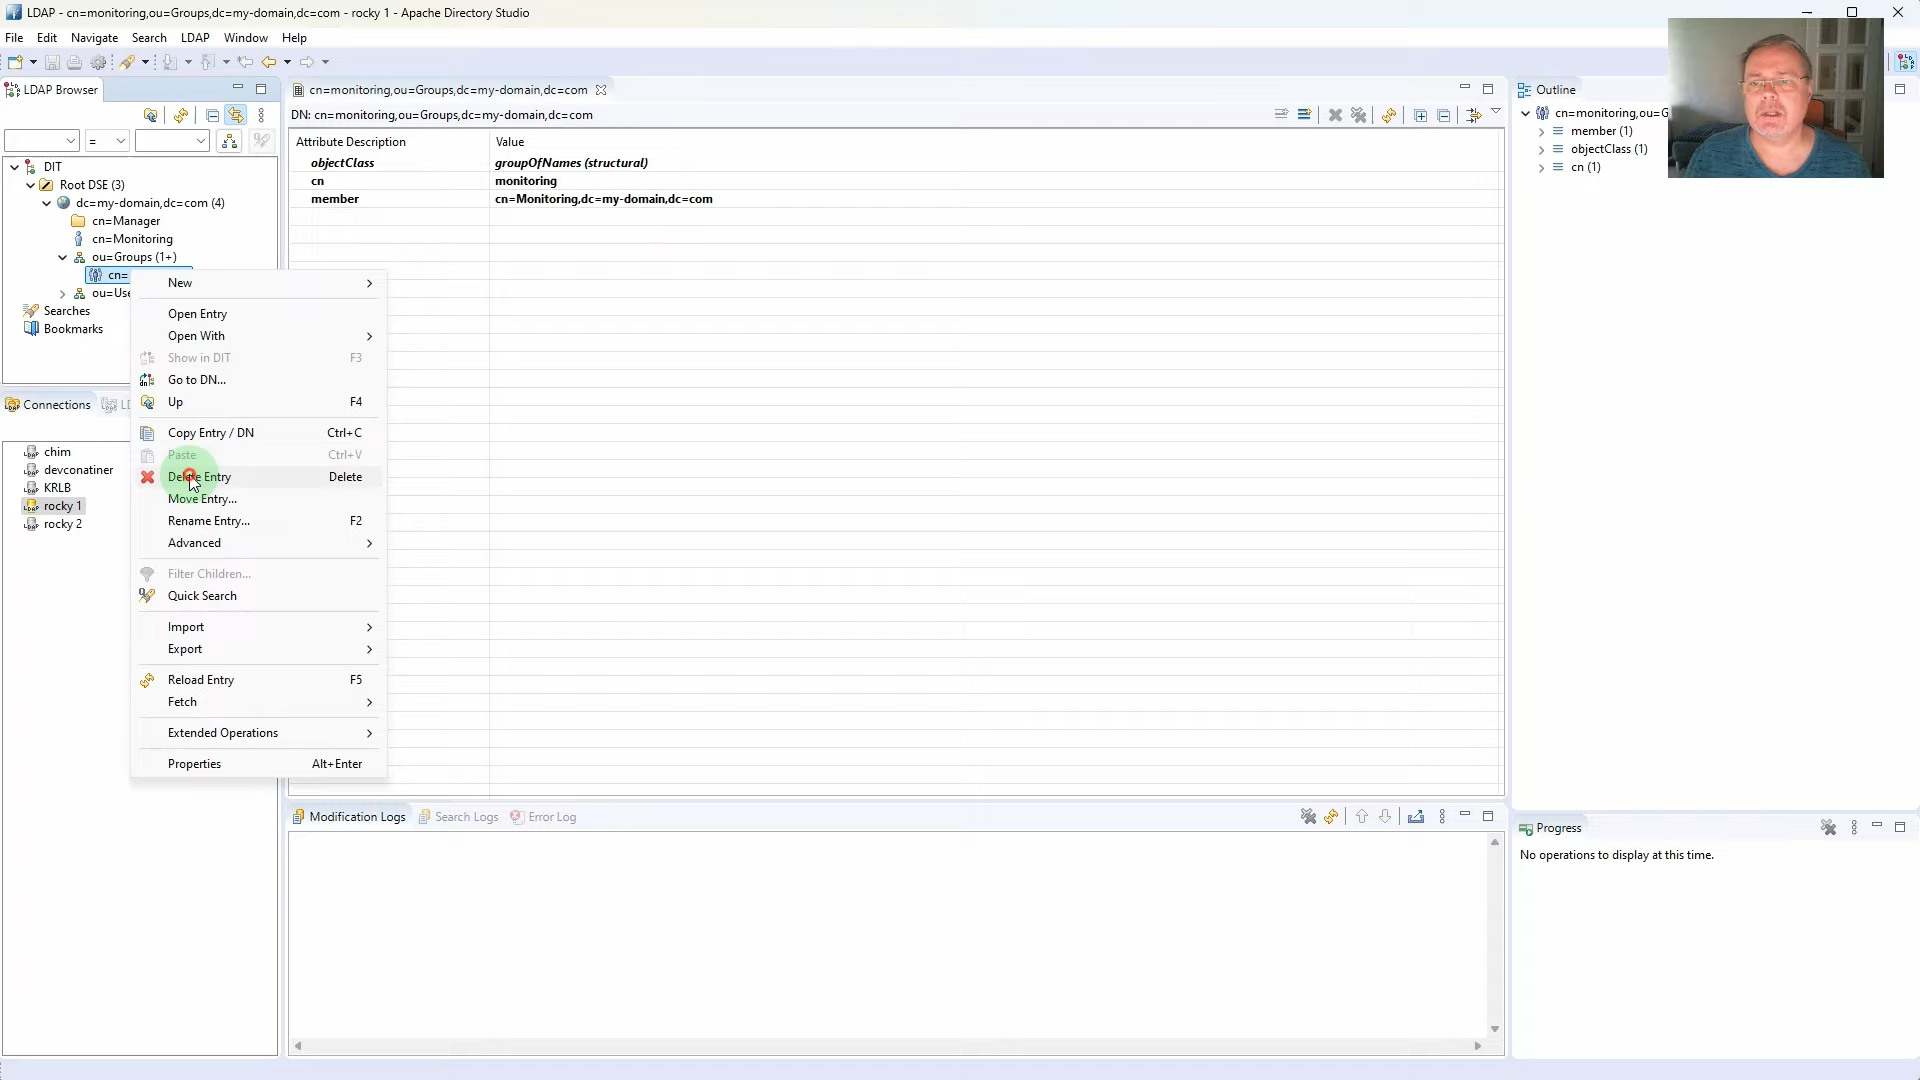 LDAP - cn=monitoring,ou=Groups,dc=my-domain,dc=com - rocky 1 - Apache Directory Studio
File Edit Navigate Search LDAP Window Help
LDAP Browser
=
DIT
Root DSE (3)
dc=my-domain,dc=com (4)
cn=Manager
cn=Monitoring
ou=Groups (1+)
cn=
ou=Use
Searches
Bookmarks
Connections
chim
devconatiner
KRLB
rocky 1
rocky 2
New
Open Entry
Open With
Show in DIT F3
Go to DN...
Up F4
Copy Entry / DN Ctrl+C
Paste Ctrl+V
Delete Entry Delete
Move Entry...
Rename Entry... F2
Advanced
Filter Children...
Quick Search
Import
Export
Reload Entry F5
Fetch
Extended Operations
Properties Alt+Enter
cn=monitoring,ou=Groups,dc=my-domain,dc=com
DN: cn=monitoring,ou=Groups,dc=my-domain,dc=com
Attribute Description Value
objectClass groupOfNames (structural)
cn monitoring
member cn=Monitoring,dc=my-domain,dc=com
Modification Logs Search Logs Error Log
Outline
cn=monitoring,ou=G
member (1)
objectClass (1)
cn (1)
Progress
No operations to display at this time.